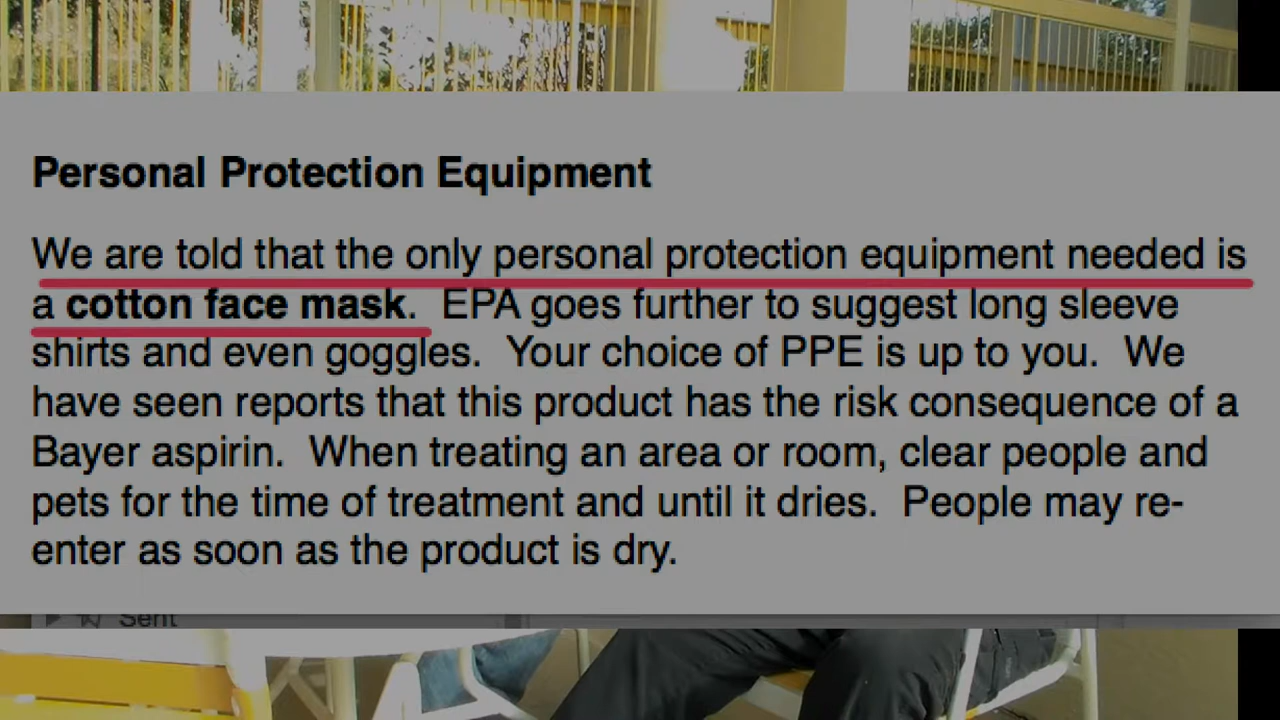 Personal Protection Equipment
We are told that the only personal protection equipment needed is
a cotton face mask.  EPA goes further to suggest long sleeve
shirts and even goggles.  Your choice of PPE is up to you.  We
have seen reports that this product has the risk consequence of a
Bayer aspirin.  When treating an area or room, clear people and
pets for the time of treatment and until it dries.  People may re-
enter as soon as the product is dry.
Sent